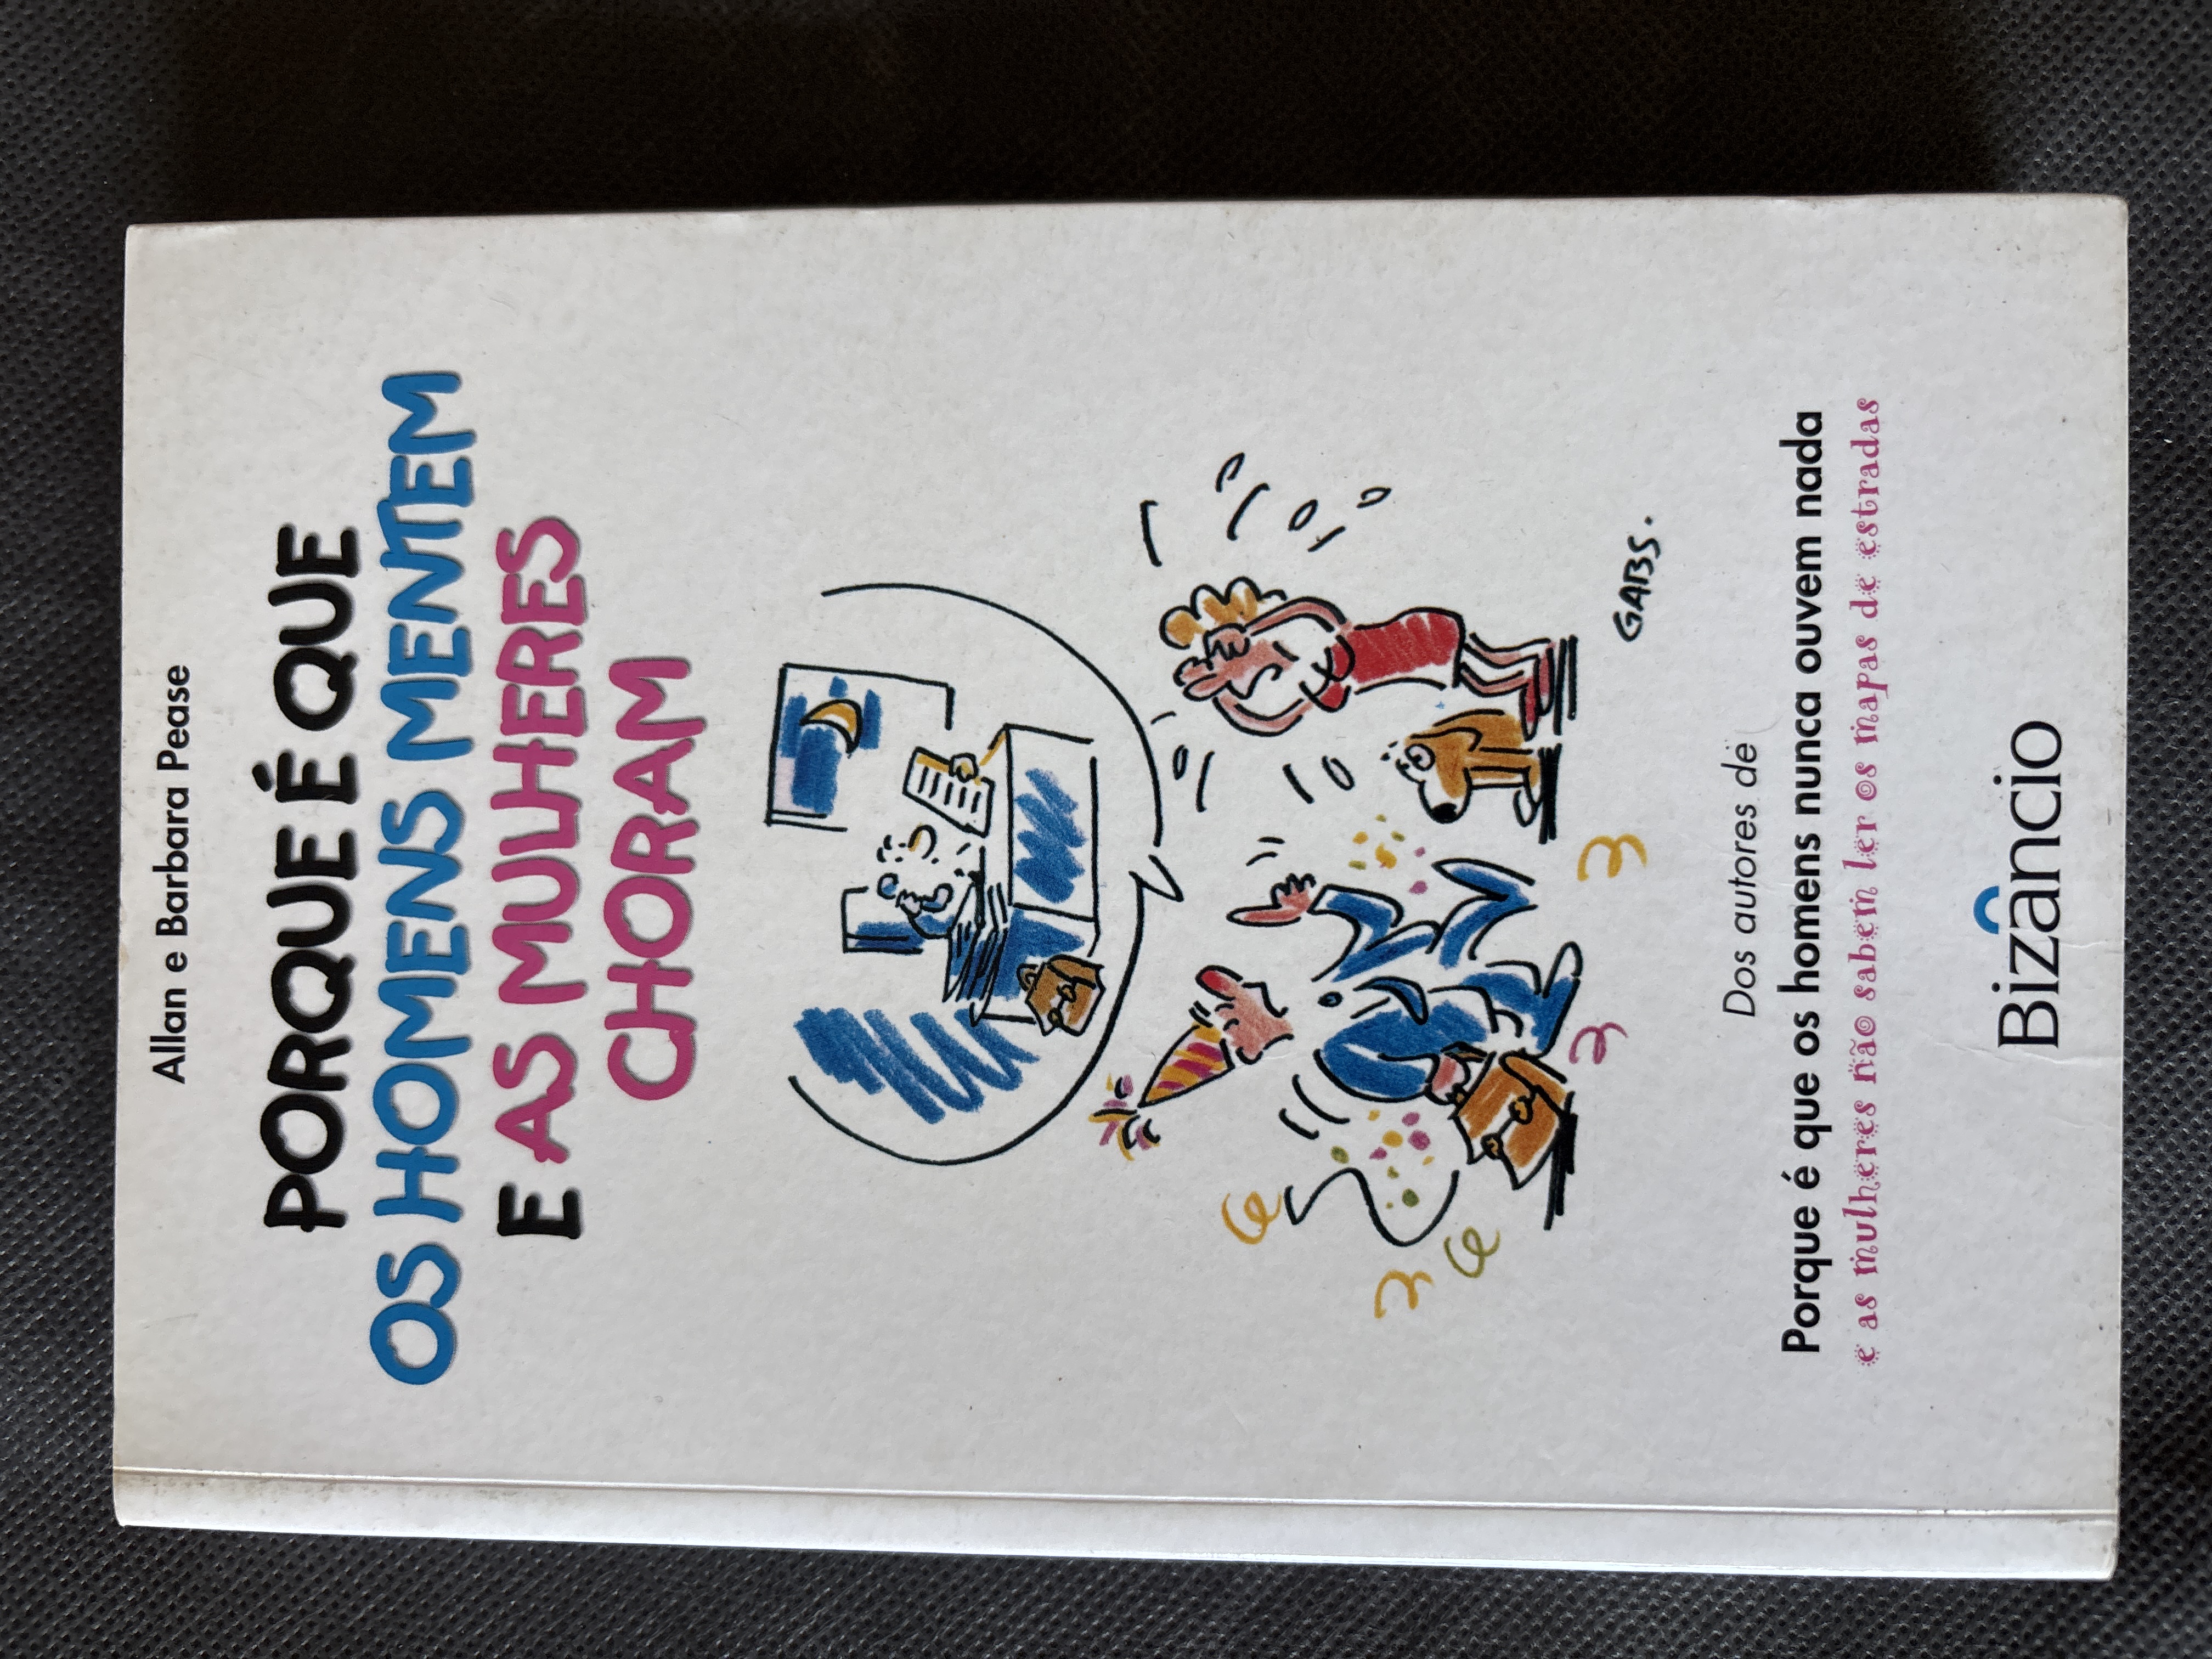 Allan e Barbara Pease
PORQUE É QUE
OS HOMENS MENTEM
E AS MULHERES
CHORAM
GABS.
Dos autores de
Porque é que os homens nunca ouvem nada
e as mulheres não sabem ler os mapas de estradas
Bizâncio